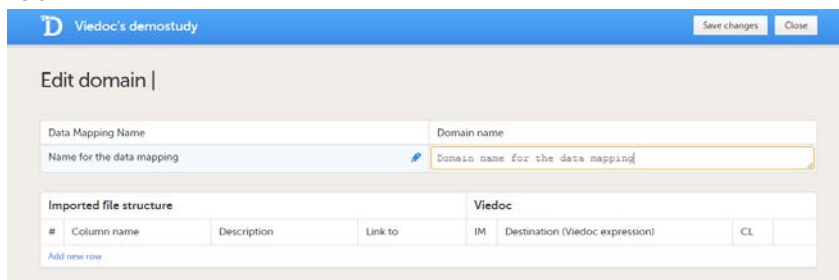 Viedoc's demostudy Save changes Close
Edit domain |
Data Mapping Name Domain name
Name for the data mapping Domain name for the data mapping
Imported file structure Viedoc
# Column name Description Link to IM Destination (Viedoc expression) CL
Add new row